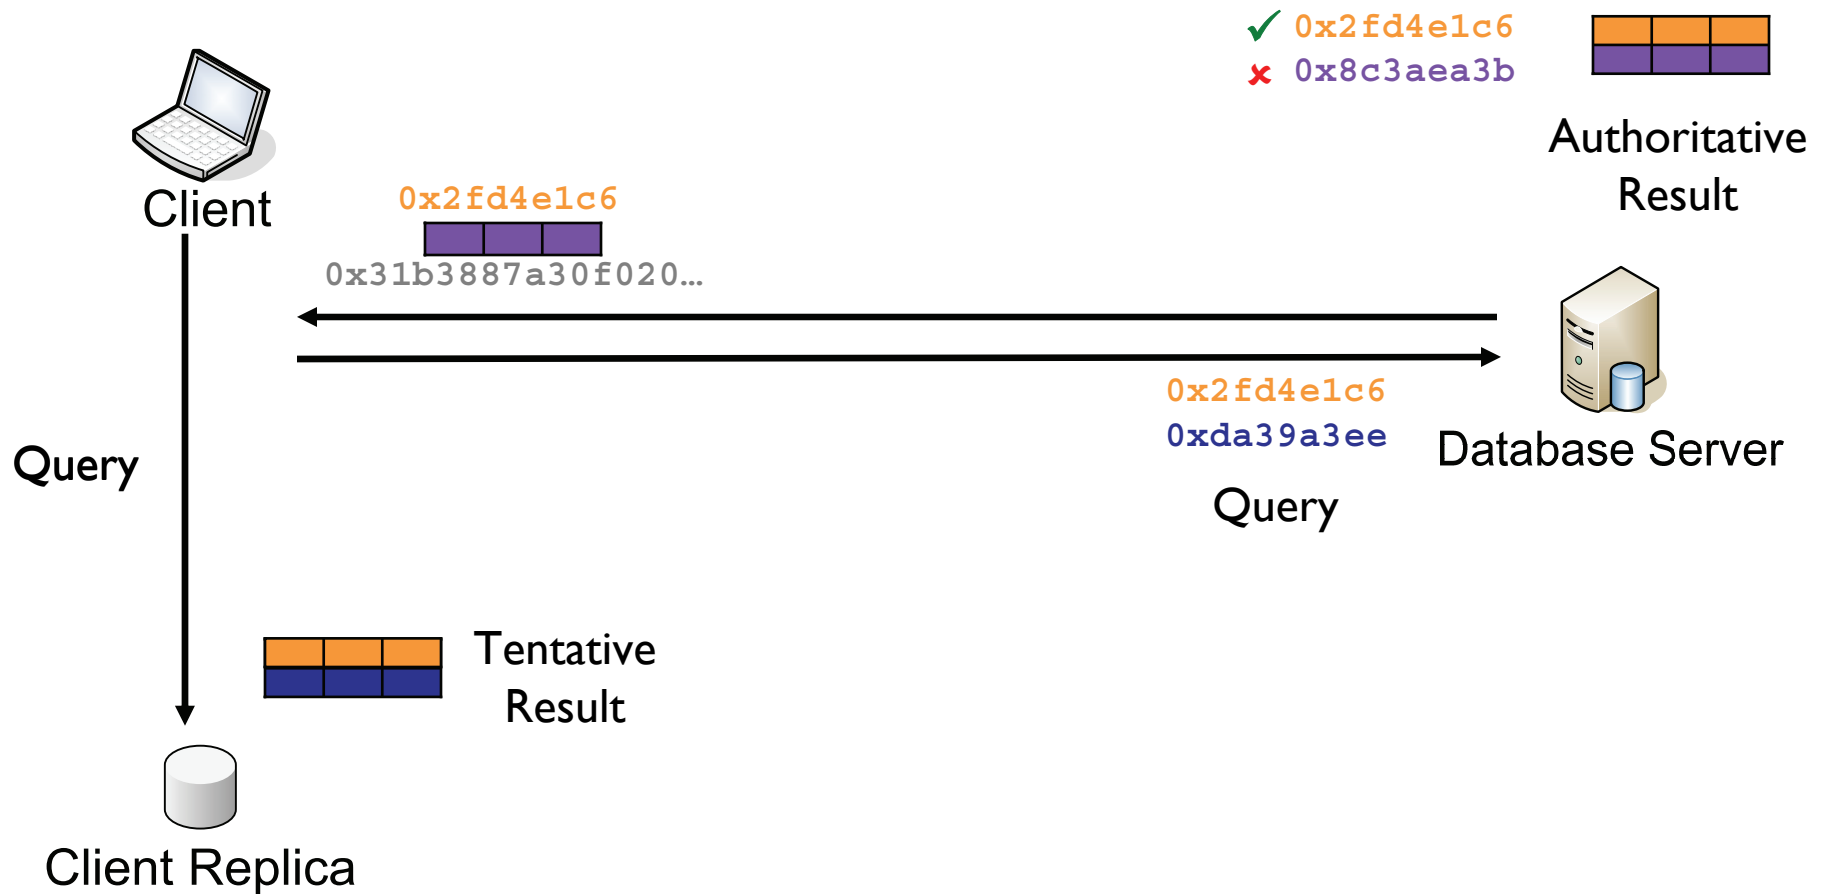 0x2fd4e1c6
0x8c3aea3b
Authoritative
Result
Client
0x2fd4e1c6
0x31b3887a30f020…
0x2fd4e1c6
0xda39a3ee
Query
Database Server
Query
Tentative
Result
Client Replica